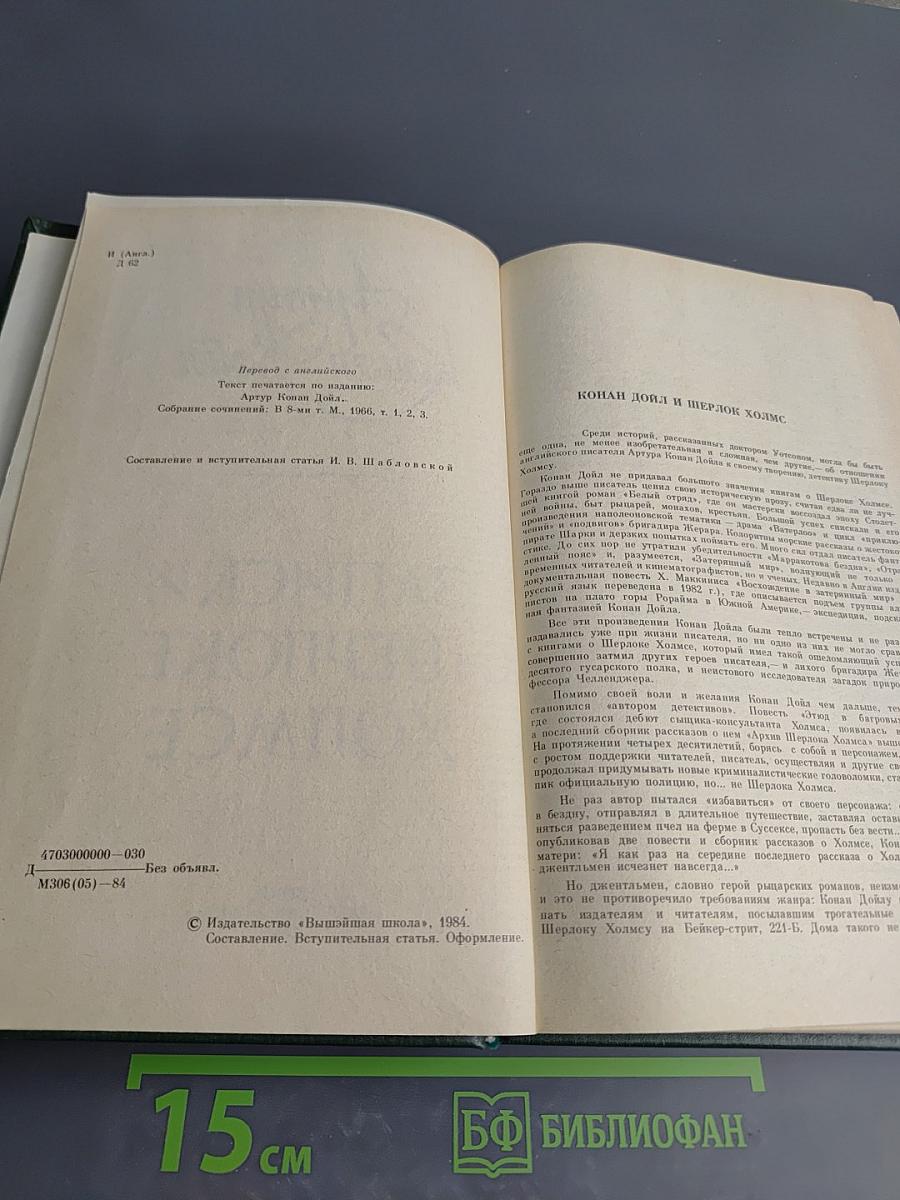 И (Англ.)
Д 62
Перевод с английского
Текст печатается по изданию:
Артур Конан Дойл.
Собрание сочинений: В 8-ми т. М., 1966, т. 1, 2, 3.
Составление и вступительная статья И. В. Шабловской
4703000000—030
Д————Без объявл.
М306(05)—84
© Издательство «Вышэйшая школа», 1984.
Составление. Вступительная статья. Оформление.
КОНАН ДОЙЛ И ШЕРЛОК ХОЛМС
Среди историй, рассказанных доктором Уотсоном, могла бы быть
еще одна, не менее изобретательная и сложная, чем другие,— об отношении
английского писателя Артура Конан Дойла к своему творению, детективу Шерлоку
Холмсу.
Конан Дойл не придавал большого значения книгам о Шерлоке Холмсе.
Гораздо выше писатель ценил свою историческую прозу, считая едва ли не луч-
шей книгой роман «Белый отряд», где он мастерски воссоздал эпоху Столет-
ней войны, быт рыцарей, монахов, крестьян. Большой успех снискали и его
произведения наполеоновской тематики — драма «Ватерлоо» и цикл «приклю-
чений» и «подвигов» бригадира Жерара. Колоритны морские рассказы о жестоком
пирате Шарки и дерзких попытках поймать его. Много сил отдал писатель фант
стике. До сих пор не утратили убедительности «Маракотова бездна», «Отрав
ленный пояс» и, разумеется, «Затерянный мир», волнующий не только
временных читателей и кинематографистов, но и ученых. Недавно в Англии изд
документальная повесть Х. Маккиниса «Восхождение в затерянный мир»
русский язык переведена в 1982 г.), где описывается подъем группы ал
пистов на плато горы Рорайма в Южной Америке,— экспедиция, подск
ная фантазией Конан Дойла.
Все эти произведения Конан Дойла были тепло встречены и не раз
издавались уже при жизни писателя, но ни одно из них не могло срав
с книгами о Шерлоке Холмсе, который имел такой ошеломляющий усп
совершенно затмил других героев писателя,— и лихого бригадира Же
десятого гусарского полка, и неистового исследователя загадок приро
фессора Челленджера.
Помимо своей воли и желания Конан Дойл чем дальше, тем
становился «автором детективов». Повесть «Этюд в багровых
где состоялся дебют сыщика-консультанта Холмса, появилась в
а последний сборник рассказов о нем «Архив Шерлока Холмса» выше
На протяжении четырех десятилетий, борясь с собой и персонажем,
с ростом поддержки читателей, писатель, осуществляя и другие св
продолжал придумывать новые криминалистические головоломки, ста
пик официальную полицию, но... не Шерлока Холмса.
Не раз автор пытался «избавиться» от своего персонажа:
в бездну, отправлял в длительное путешествие, заставлял остави
няться разведением пчел на ферме в Суссексе, пропасть без вести...
опубликовав две повести и сборник рассказов о Холмсе, Кон
матери: «Я как раз на середине последнего рассказа о Хол
джентльмен исчезнет навсегда...»
Но джентльмен, словно герой рыцарских романов, неизм
и это не противоречило требованиям жанра: Конан Дойлу
пать издателям и читателям, посылавшим трогательные
Шерлоку Холмсу на Бейкер-стрит, 221-Б. Дома такого не
15 см
БФ БИБЛИОФАН